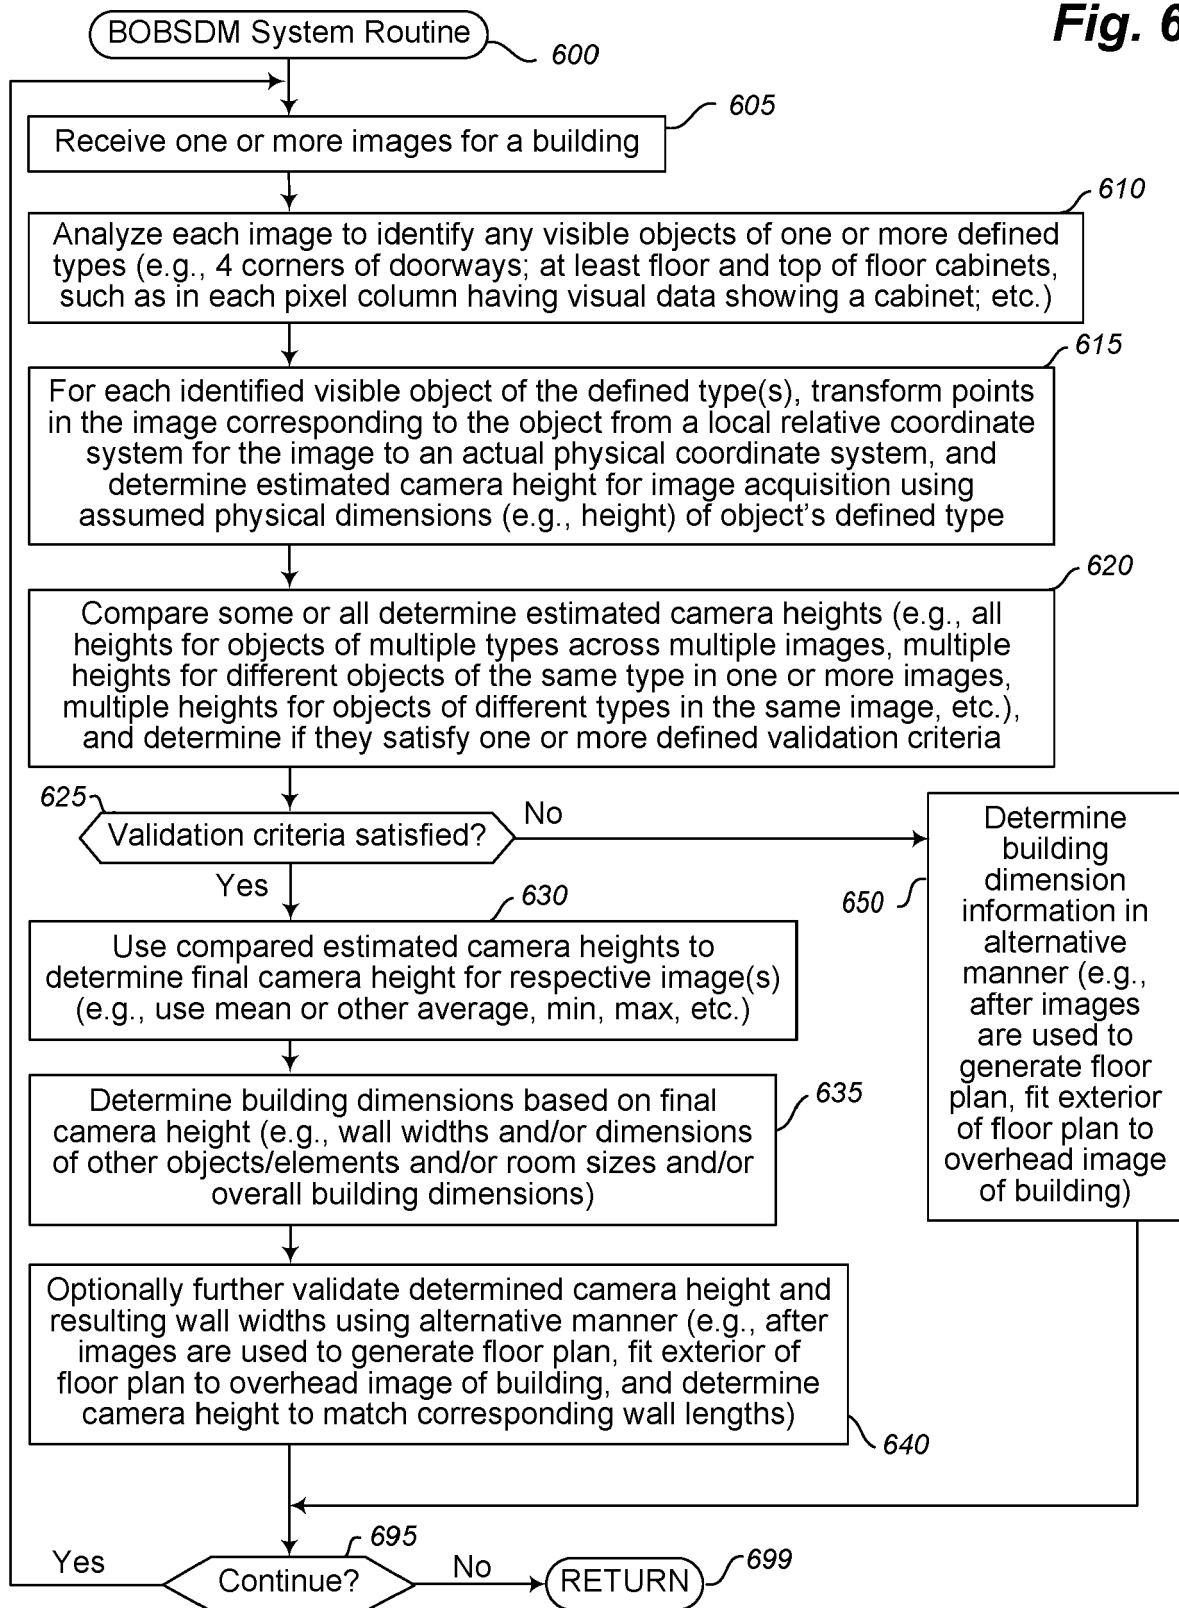 Fig. 6
BOBSDM System Routine
600
605
Receive one or more images for a building
610
Analyze each image to identify any visible objects of one or more defined
types (e.g., 4 corners of doorways; at least floor and top of floor cabinets,
such as in each pixel column having visual data showing a cabinet; etc.)
615
For each identified visible object of the defined type(s), transform points
in the image corresponding to the object from a local relative coordinate
system for the image to an actual physical coordinate system, and
determine estimated camera height for image acquisition using
assumed physical dimensions (e.g., height) of object's defined type
620
Compare some or all determine estimated camera heights (e.g., all
heights for objects of multiple types across multiple images, multiple
heights for different objects of the same type in one or more images,
multiple heights for objects of different types in the same image, etc.),
and determine if they satisfy one or more defined validation criteria
625
Validation criteria satisfied?
No
Yes
630
Use compared estimated camera heights to
determine final camera height for respective image(s)
(e.g., use mean or other average, min, max, etc.)
635
Determine building dimensions based on final
camera height (e.g., wall widths and/or dimensions
of other objects/elements and/or room sizes and/or
overall building dimensions)
Optionally further validate determined camera height and
resulting wall widths using alternative manner (e.g., after
images are used to generate floor plan, fit exterior of
floor plan to overhead image of building, and determine
camera height to match corresponding wall lengths)
640
650
Determine
building
dimension
information in
alternative
manner (e.g.,
after images
are used to
generate floor
plan, fit exterior
of floor plan to
overhead image
of building)
695
Yes
Continue?
No
RETURN
699